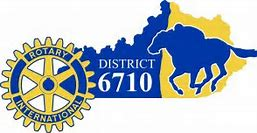 ROTARY
INTERNATIONAL
DISTRICT
6710